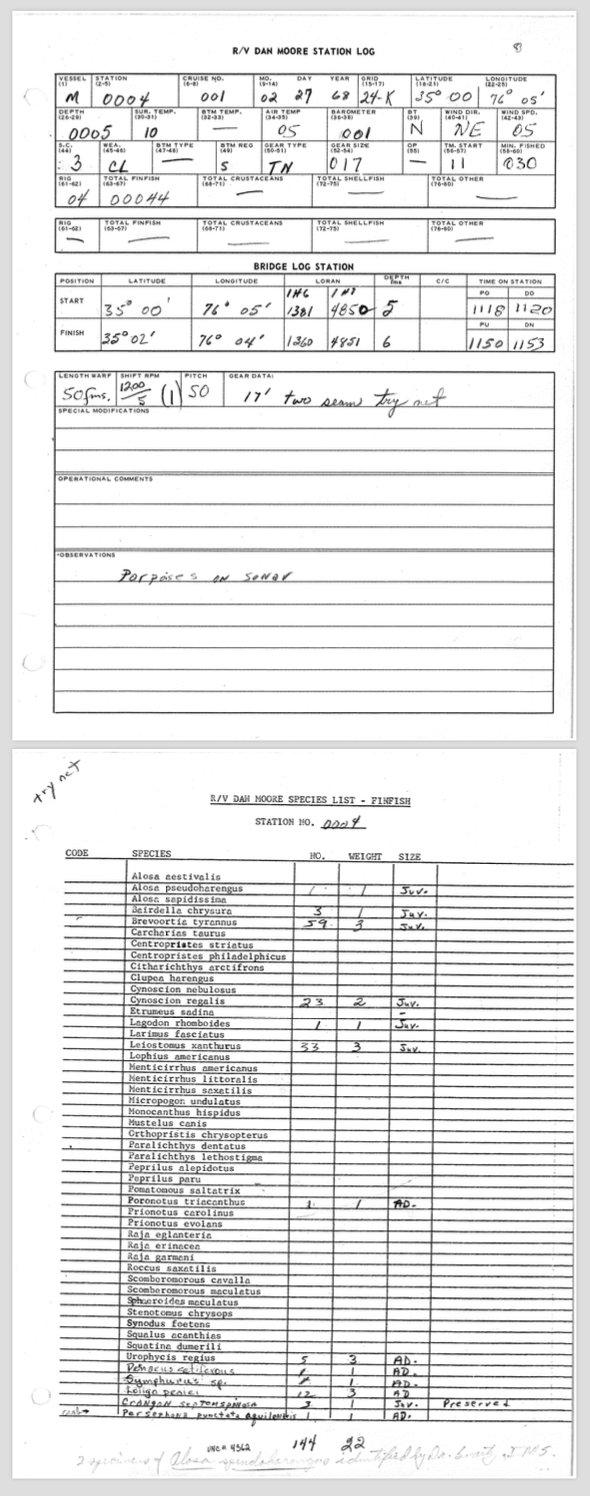 8
R/V DAN MOORE STATION LOG
VESSEL (1) STATION (2-5) CRUISE NO. (6-8) MO. (9-14) DAY YEAR GRID (15-17) LATITUDE (18-21) LONGITUDE (22-25)
M 0004 001 02 27 68 24-K 35° 00 76° 05'
DEPTH (26-29) SUR. TEMP. (30-31) BTM TEMP. (32-33) AIR TEMP (34-35) BAROMETER (36-38) BT (39) WIND DIR. (40-41) WIND SPD. (42-43)
0005 10 — 05 001 N NE 05
S.C. (44) WEA. (45-46) BTM TYPE (47-48) BTM REG (49) GEAR TYPE (50-51) GEAR SIZE (52-54) OP (55) TM. START (56-57) MIN. FISHED (58-60)
3 CL — S TN 017 — 11 030
RIG (61-62) TOTAL FINFISH (63-67) TOTAL CRUSTACEANS (68-71) TOTAL SHELLFISH (72-75) TOTAL OTHER (76-80)
04 00044 — — —
RIG (61-62) TOTAL FINFISH (63-67) TOTAL CRUSTACEANS (68-71) TOTAL SHELLFISH (72-75) TOTAL OTHER (76-80)
— — — — —
BRIDGE LOG STATION
POSITION LATITUDE LONGITUDE LORAN DEPTH fms C/C TIME ON STATION
1H6 1H7 PO DO
START 35° 00' 76° 05' 1381 4850 5 1118 1120
PU DN
FINISH 35° 02' 76° 04' 1360 4851 6 1150 1153
LENGTH WARP SHIFT RPM PITCH GEAR DATA:
50 fms. 1200/5 (1) 50 17' two seam try net
SPECIAL MODIFICATIONS
OPERATIONAL COMMENTS
OBSERVATIONS
Porpoises on sonar
try net
R/V DAN MOORE SPECIES LIST - FINFISH
STATION NO. 0004
CODE SPECIES NO. WEIGHT SIZE
Alosa aestivalis
Alosa pseudoharengus 1 1 Juv.
Alosa sapidissima
Bairdella chrysura 3 1 Juv.
Brevoortia tyrannus 59 3 Juv.
Carcharias taurus
Centropristes striatus
Centropristes philadelphicus
Citharichthys arctifrons
Clupea harengus
Cynoscion nebulosus
Cynoscion regalis 23 2 Juv.
Etrumeus sadina —
Lagodon rhomboides 1 1 Juv.
Larimus fasciatus
Leiostomus xanthurus 33 3 Juv.
Lophius americanus
Menticirrhus americanus
Menticirrhus littoralis
Menticirrhus saxatilis
Micropogon undulatus
Monocanthus hispidus
Mustelus canis
Orthopristis chrysopterus
Paralichthys dentatus
Paralichthys lethostigma
Peprilus alepidotus
Peprilus paru
Pomatomous saltatrix
Poronotus triacanthus 1 1 AD.
Prionotus carolinus
Prionotus evolans
Raja eglanteria
Raja erinacea
Raja garmani
Roccus saxatilis
Scomberomorous cavalla
Scomberomorous maculatus
Sphaeroides maculatus
Stenotomus chrysops
Synodus foetens
Squalus acanthias
Squatina dumerili
Urophycis regius 5 3 AD.
Penaeus setiferous 1 AD.
Symphurus sp. 1 AD.
Loligo pealei 12 3 AD
Crangon septemspinosa 3 1 Juv. Preserved
Persephona punctata aquilonaris 1 1 AD.
UNC# 4362 144 22
2 specimens of Alosa identified by Dr. I.M.S.